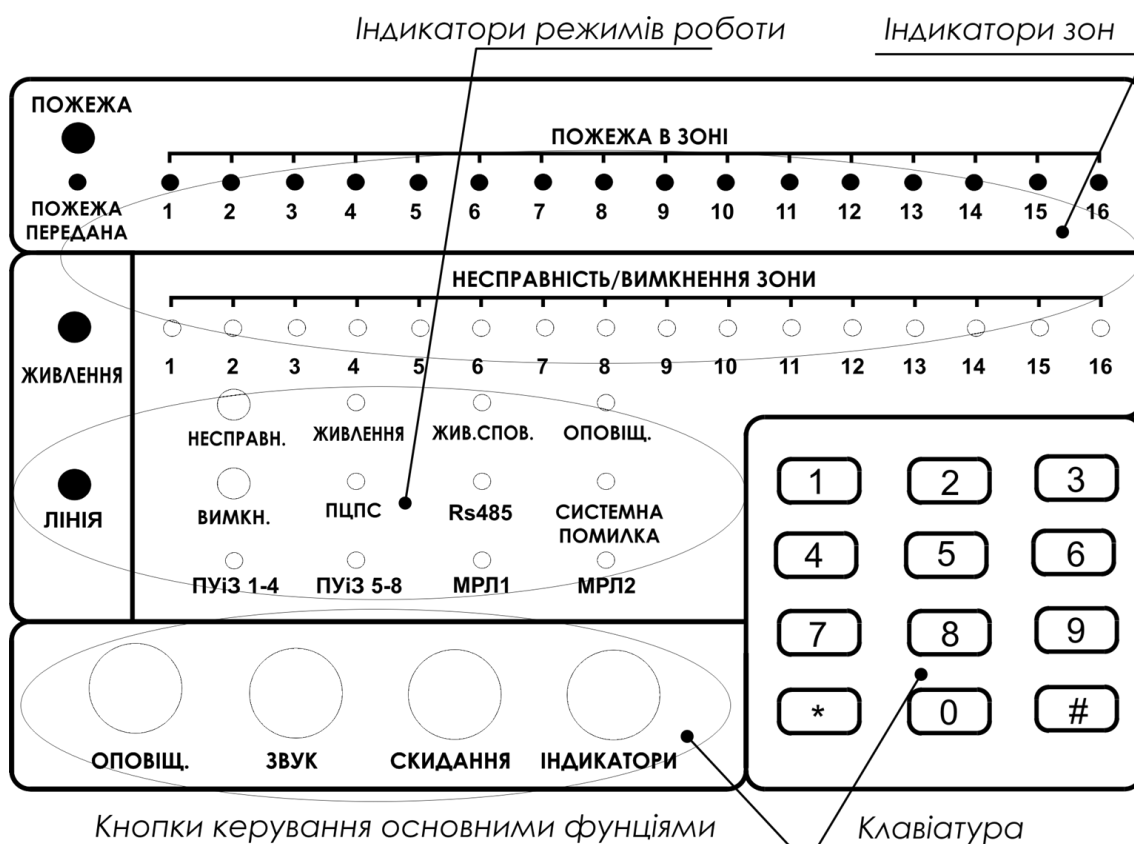 Індикатори режимів роботи
Індикатори зон
ПОЖЕЖА
ПОЖЕЖА В ЗОНІ
ПОЖЕЖА
ПЕРЕДАНА
1 2 3 4 5 6 7 8 9 10 11 12 13 14 15 16
НЕСПРАВНІСТЬ/ВИМКНЕННЯ ЗОНИ
ЖИВЛЕННЯ
1 2 3 4 5 6 7 8 9 10 11 12 13 14 15 16
НЕСПРАВН. ЖИВЛЕННЯ ЖИВ.СПОВ. ОПОВІЩ.
ЛІНІЯ
ВИМКН. ПЦПС Rs485 СИСТЕМНА
ПОМИЛКА
ПУіЗ 1-4 ПУіЗ 5-8 МРЛ1 МРЛ2
1 2 3
4 5 6
7 8 9
* 0 #
ОПОВІЩ. ЗВУК СКИДАННЯ ІНДИКАТОРИ
Кнопки керування основними фунціями
Клавіатура